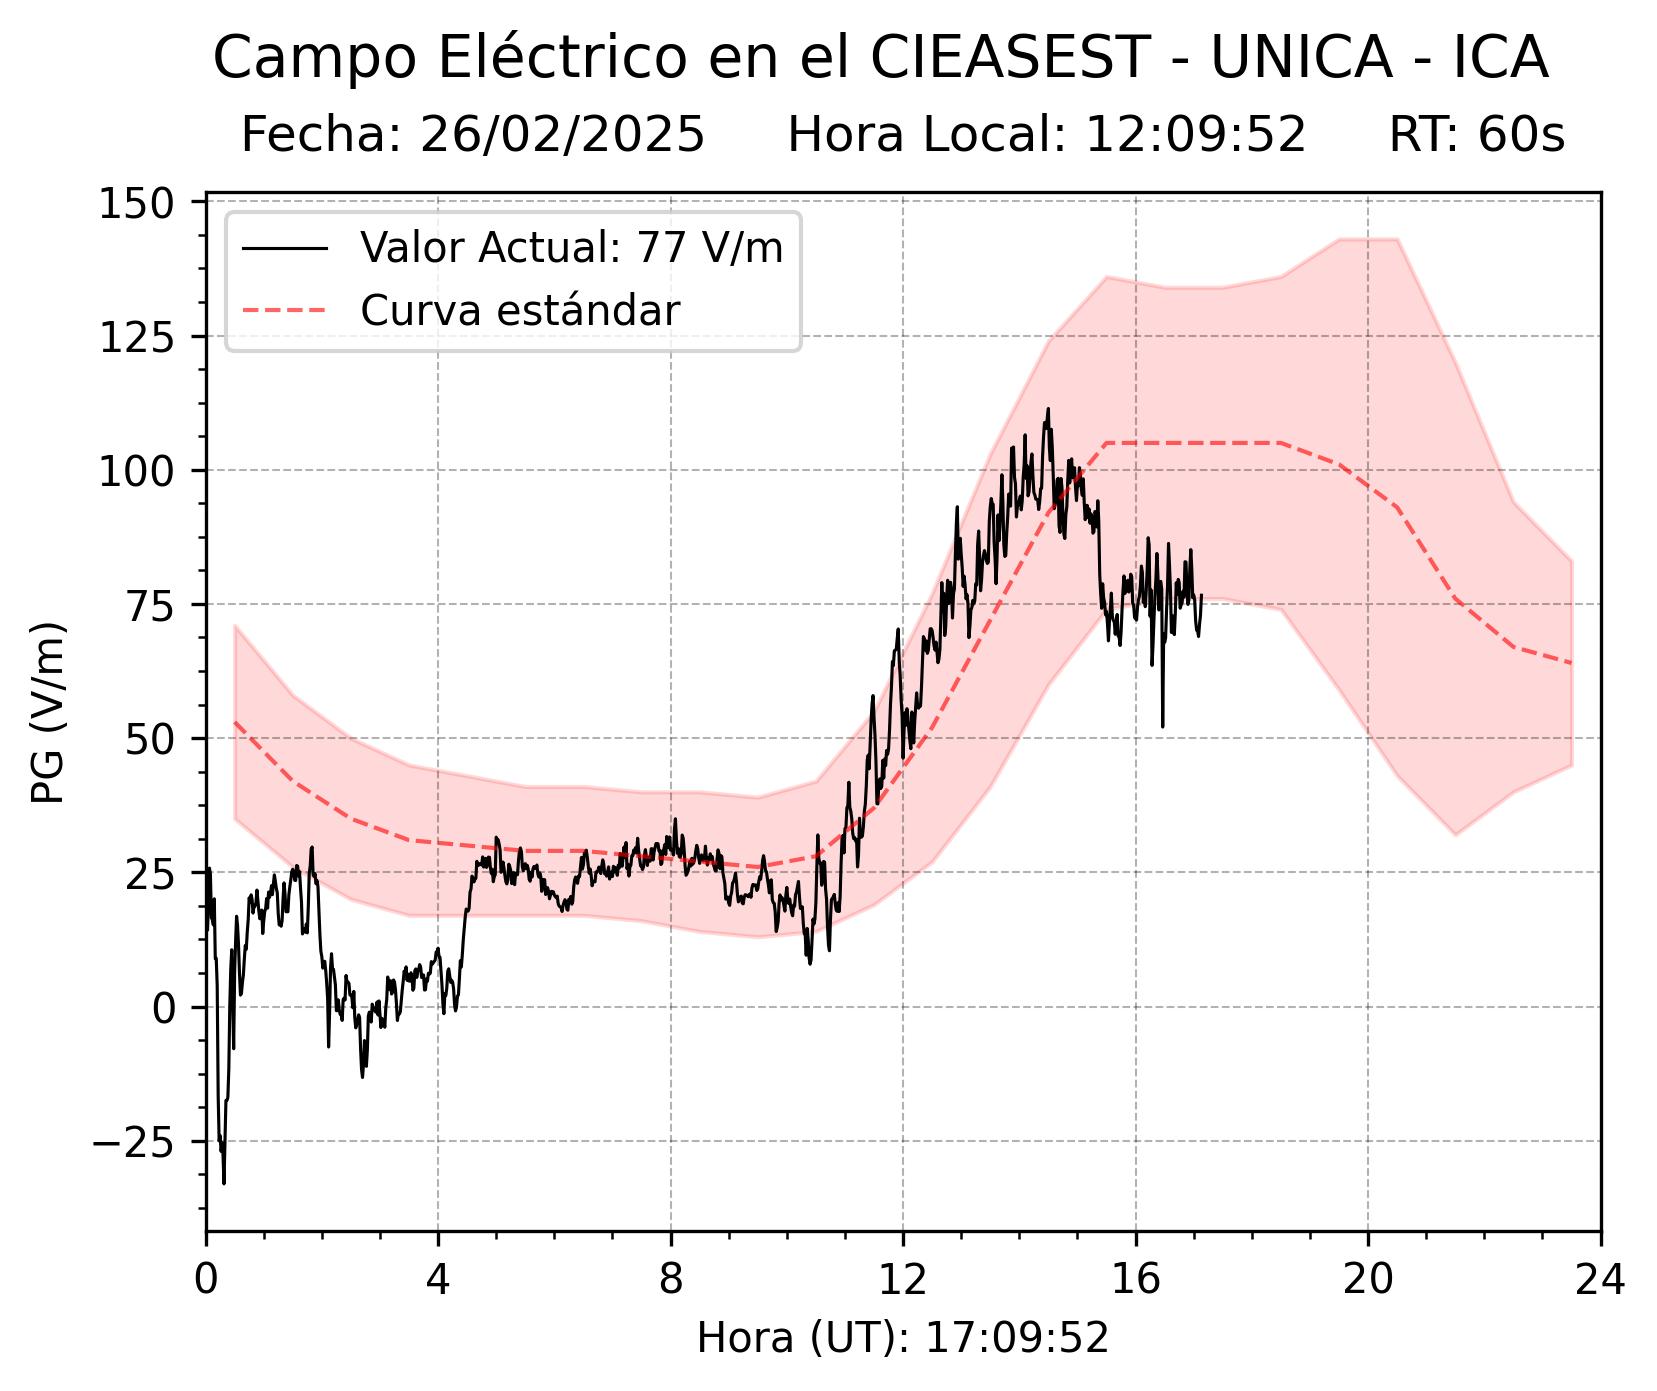 Campo Eléctrico en el CIEASEST - UNICA - ICA
Fecha: 26/02/2025 Hora Local: 12:09:52 RT: 60s
Valor Actual: 77 V/m
Curva estándar
PG (V/m)
150
125
100
75
50
25
0
−25
0 4 8 12 16 20 24
Hora (UT): 17:09:52